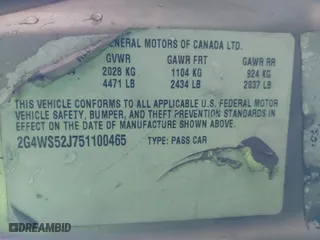 GENERAL MOTORS OF CANADA LTD.
GVWR GAWR FRT GAWR RR
2028 KG 1104 KG 924 KG
4471 LB 2434 LB 2037 LB
THIS VEHICLE CONFORMS TO ALL APPLICABLE U.S. FEDERAL MOTOR
VEHICLE SAFETY, BUMPER, AND THEFT PREVENTION STANDARDS IN
EFFECT ON THE DATE OF MANUFACTURE SHOWN ABOVE.
2G4WS52J751100465 TYPE: PASS CAR
DREAMBID